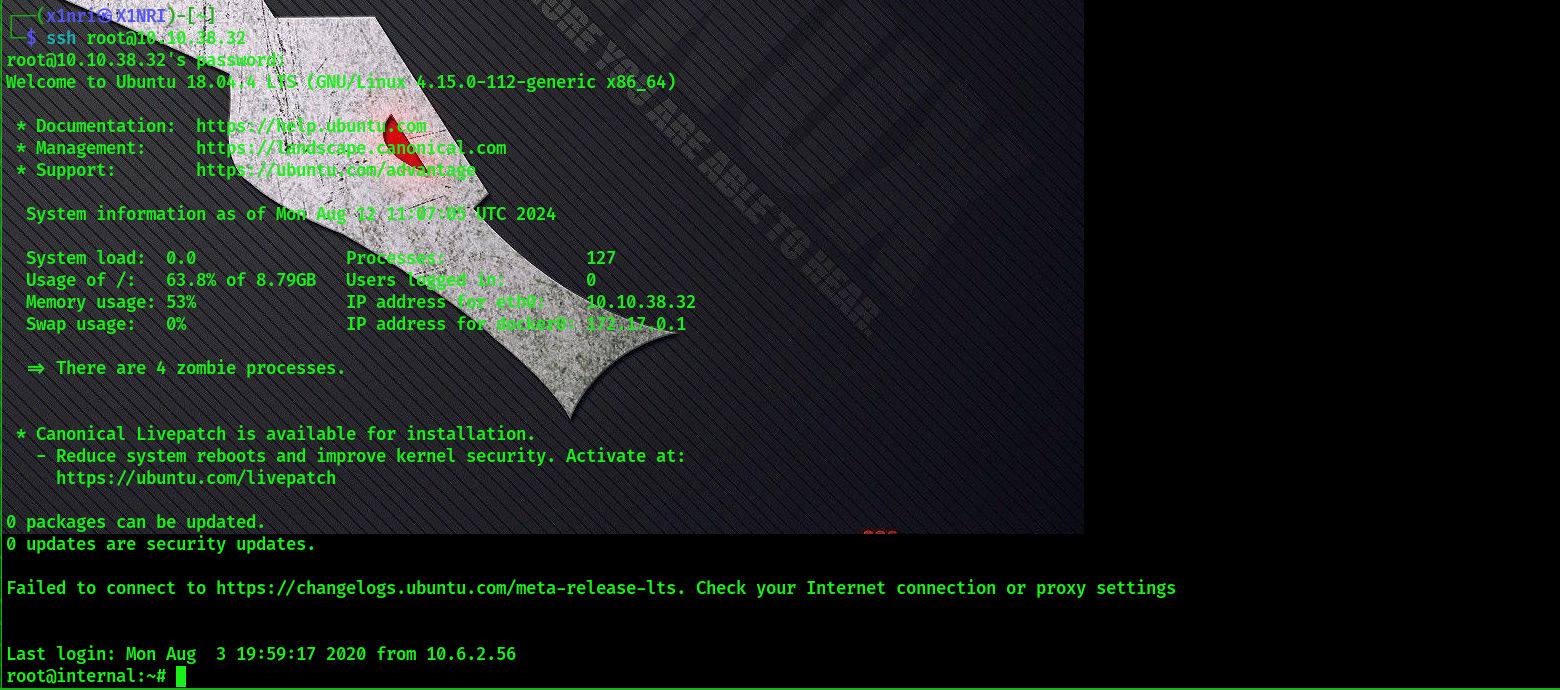 ┌──(x1nri㉿X1NRI)-[~]
└─$ ssh root@10.10.38.32
root@10.10.38.32's password:
Welcome to Ubuntu 18.04.4 LTS (GNU/Linux 4.15.0-112-generic x86_64)
* Documentation:  https://help.ubuntu.com
* Management:     https://landscape.canonical.com
* Support:        https://ubuntu.com/advantage
System information as of Mon Aug 12 11:07:05 UTC 2024
System load:  0.0               Processes:              127
Usage of /:   63.8% of 8.79GB   Users logged in:        0
Memory usage: 53%               IP address for eth0:    10.10.38.32
Swap usage:   0%                IP address for docker0: 172.17.0.1
=> There are 4 zombie processes.
* Canonical Livepatch is available for installation.
- Reduce system reboots and improve kernel security. Activate at:
https://ubuntu.com/livepatch
0 packages can be updated.
0 updates are security updates.
Failed to connect to https://changelogs.ubuntu.com/meta-release-lts. Check your Internet connection or proxy settings
Last login: Mon Aug  3 19:59:17 2020 from 10.6.2.56
root@internal:~#
YOU ARE ABLE TO HEAR